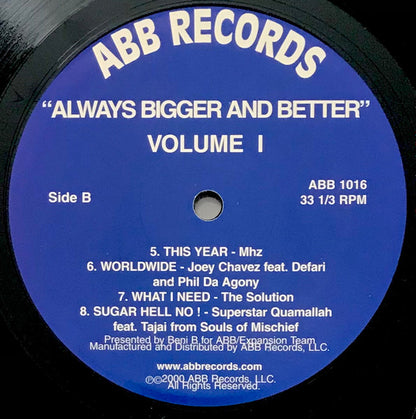 ABB RECORDS
"ALWAYS BIGGER AND BETTER"
VOLUME I
Side B
ABB 1016
33 1/3 RPM
5. THIS YEAR - Mhz
6. WORLDWIDE - Joey Chavez feat. Defari
and Phil Da Agony
7. WHAT I NEED - The Solution
8. SUGAR HELL NO ! - Superstar Quamallah
feat. Tajai from Souls of Mischief
Presented by Beni B for ABB/Expansion Team
Manufactured and Distributed by ABB Records, LLC.
www.abbrecords.com
℗©2000 ABB Records, LLC.
All Rights Reserved.